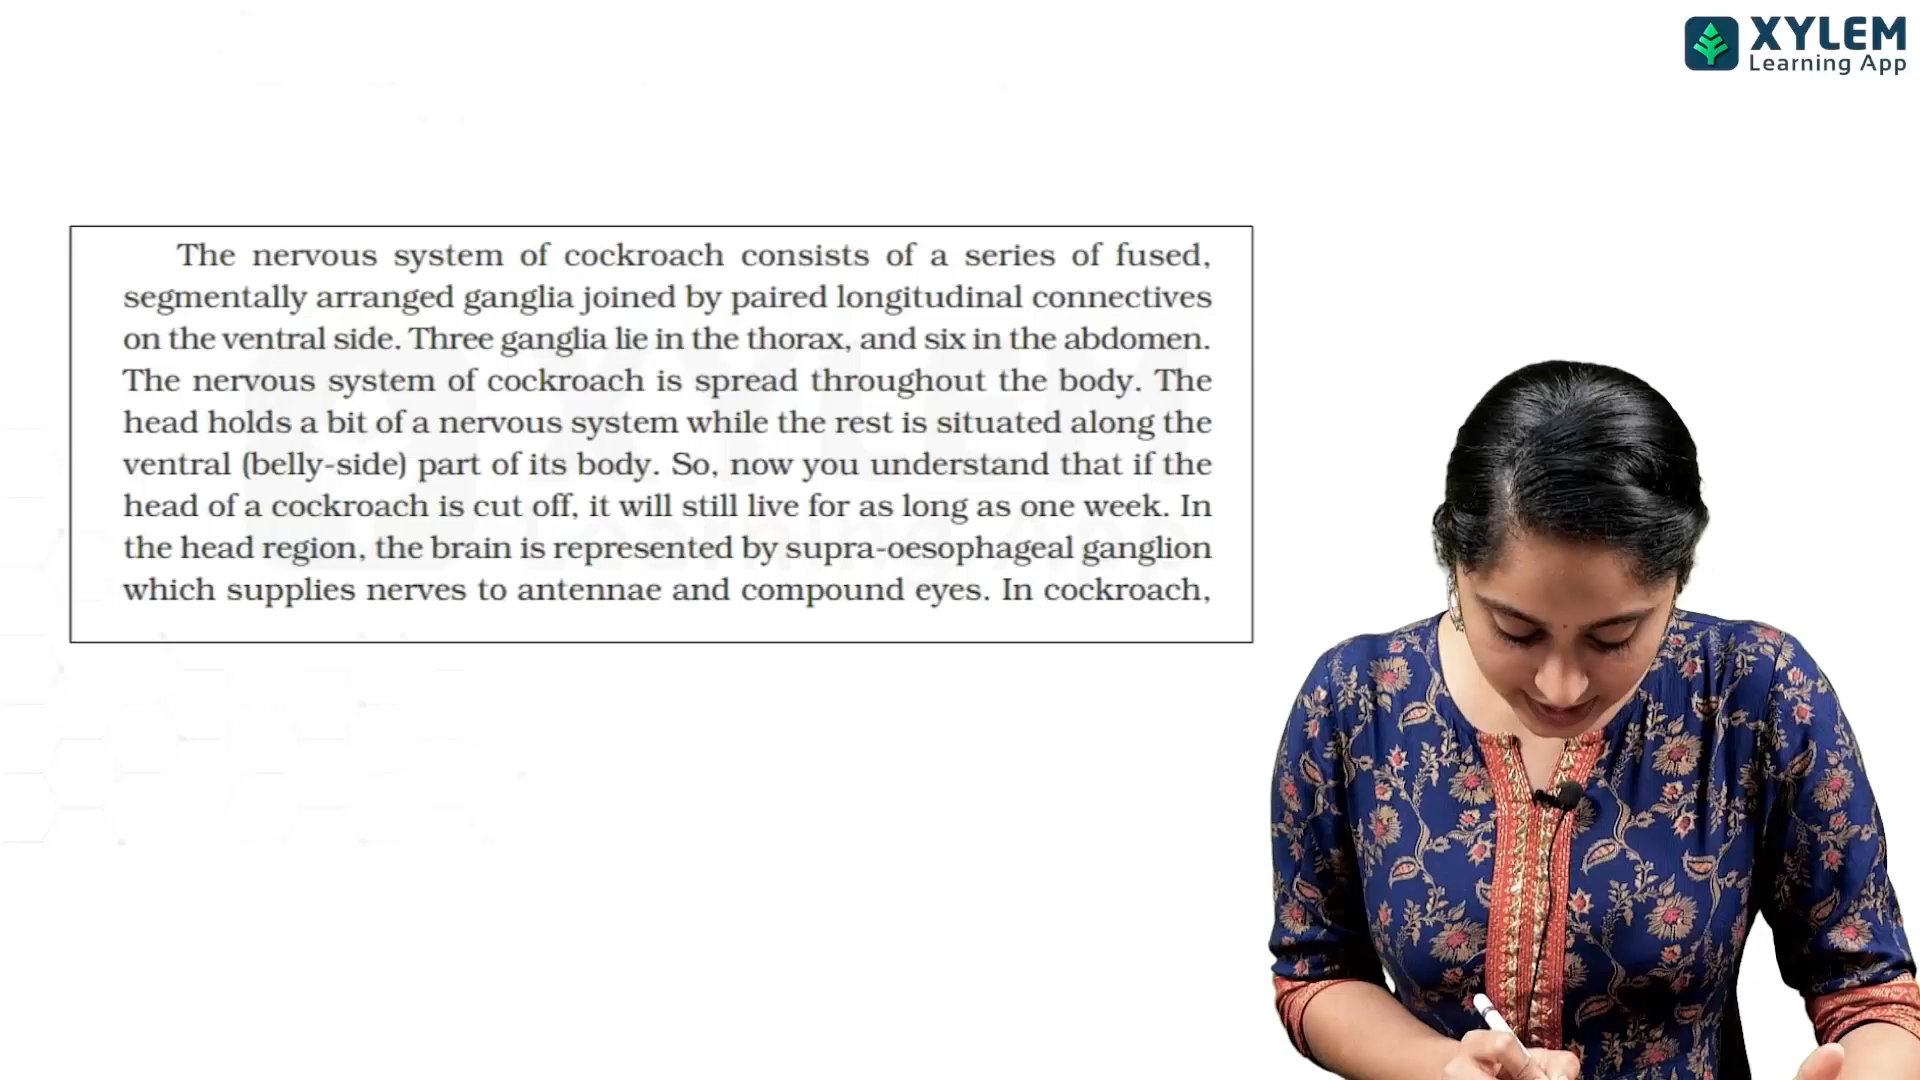 XYLEM
Learning App
The nervous system of cockroach consists of a series of fused,
segmentally arranged ganglia joined by paired longitudinal connectives
on the ventral side. Three ganglia lie in the thorax, and six in the abdomen.
The nervous system of cockroach is spread throughout the body. The
head holds a bit of a nervous system while the rest is situated along the
ventral (belly-side) part of its body. So, now you understand that if the
head of a cockroach is cut off, it will still live for as long as one week. In
the head region, the brain is represented by supra-oesophageal ganglion
which supplies nerves to antennae and compound eyes. In cockroach,
XYLEM
Learning App